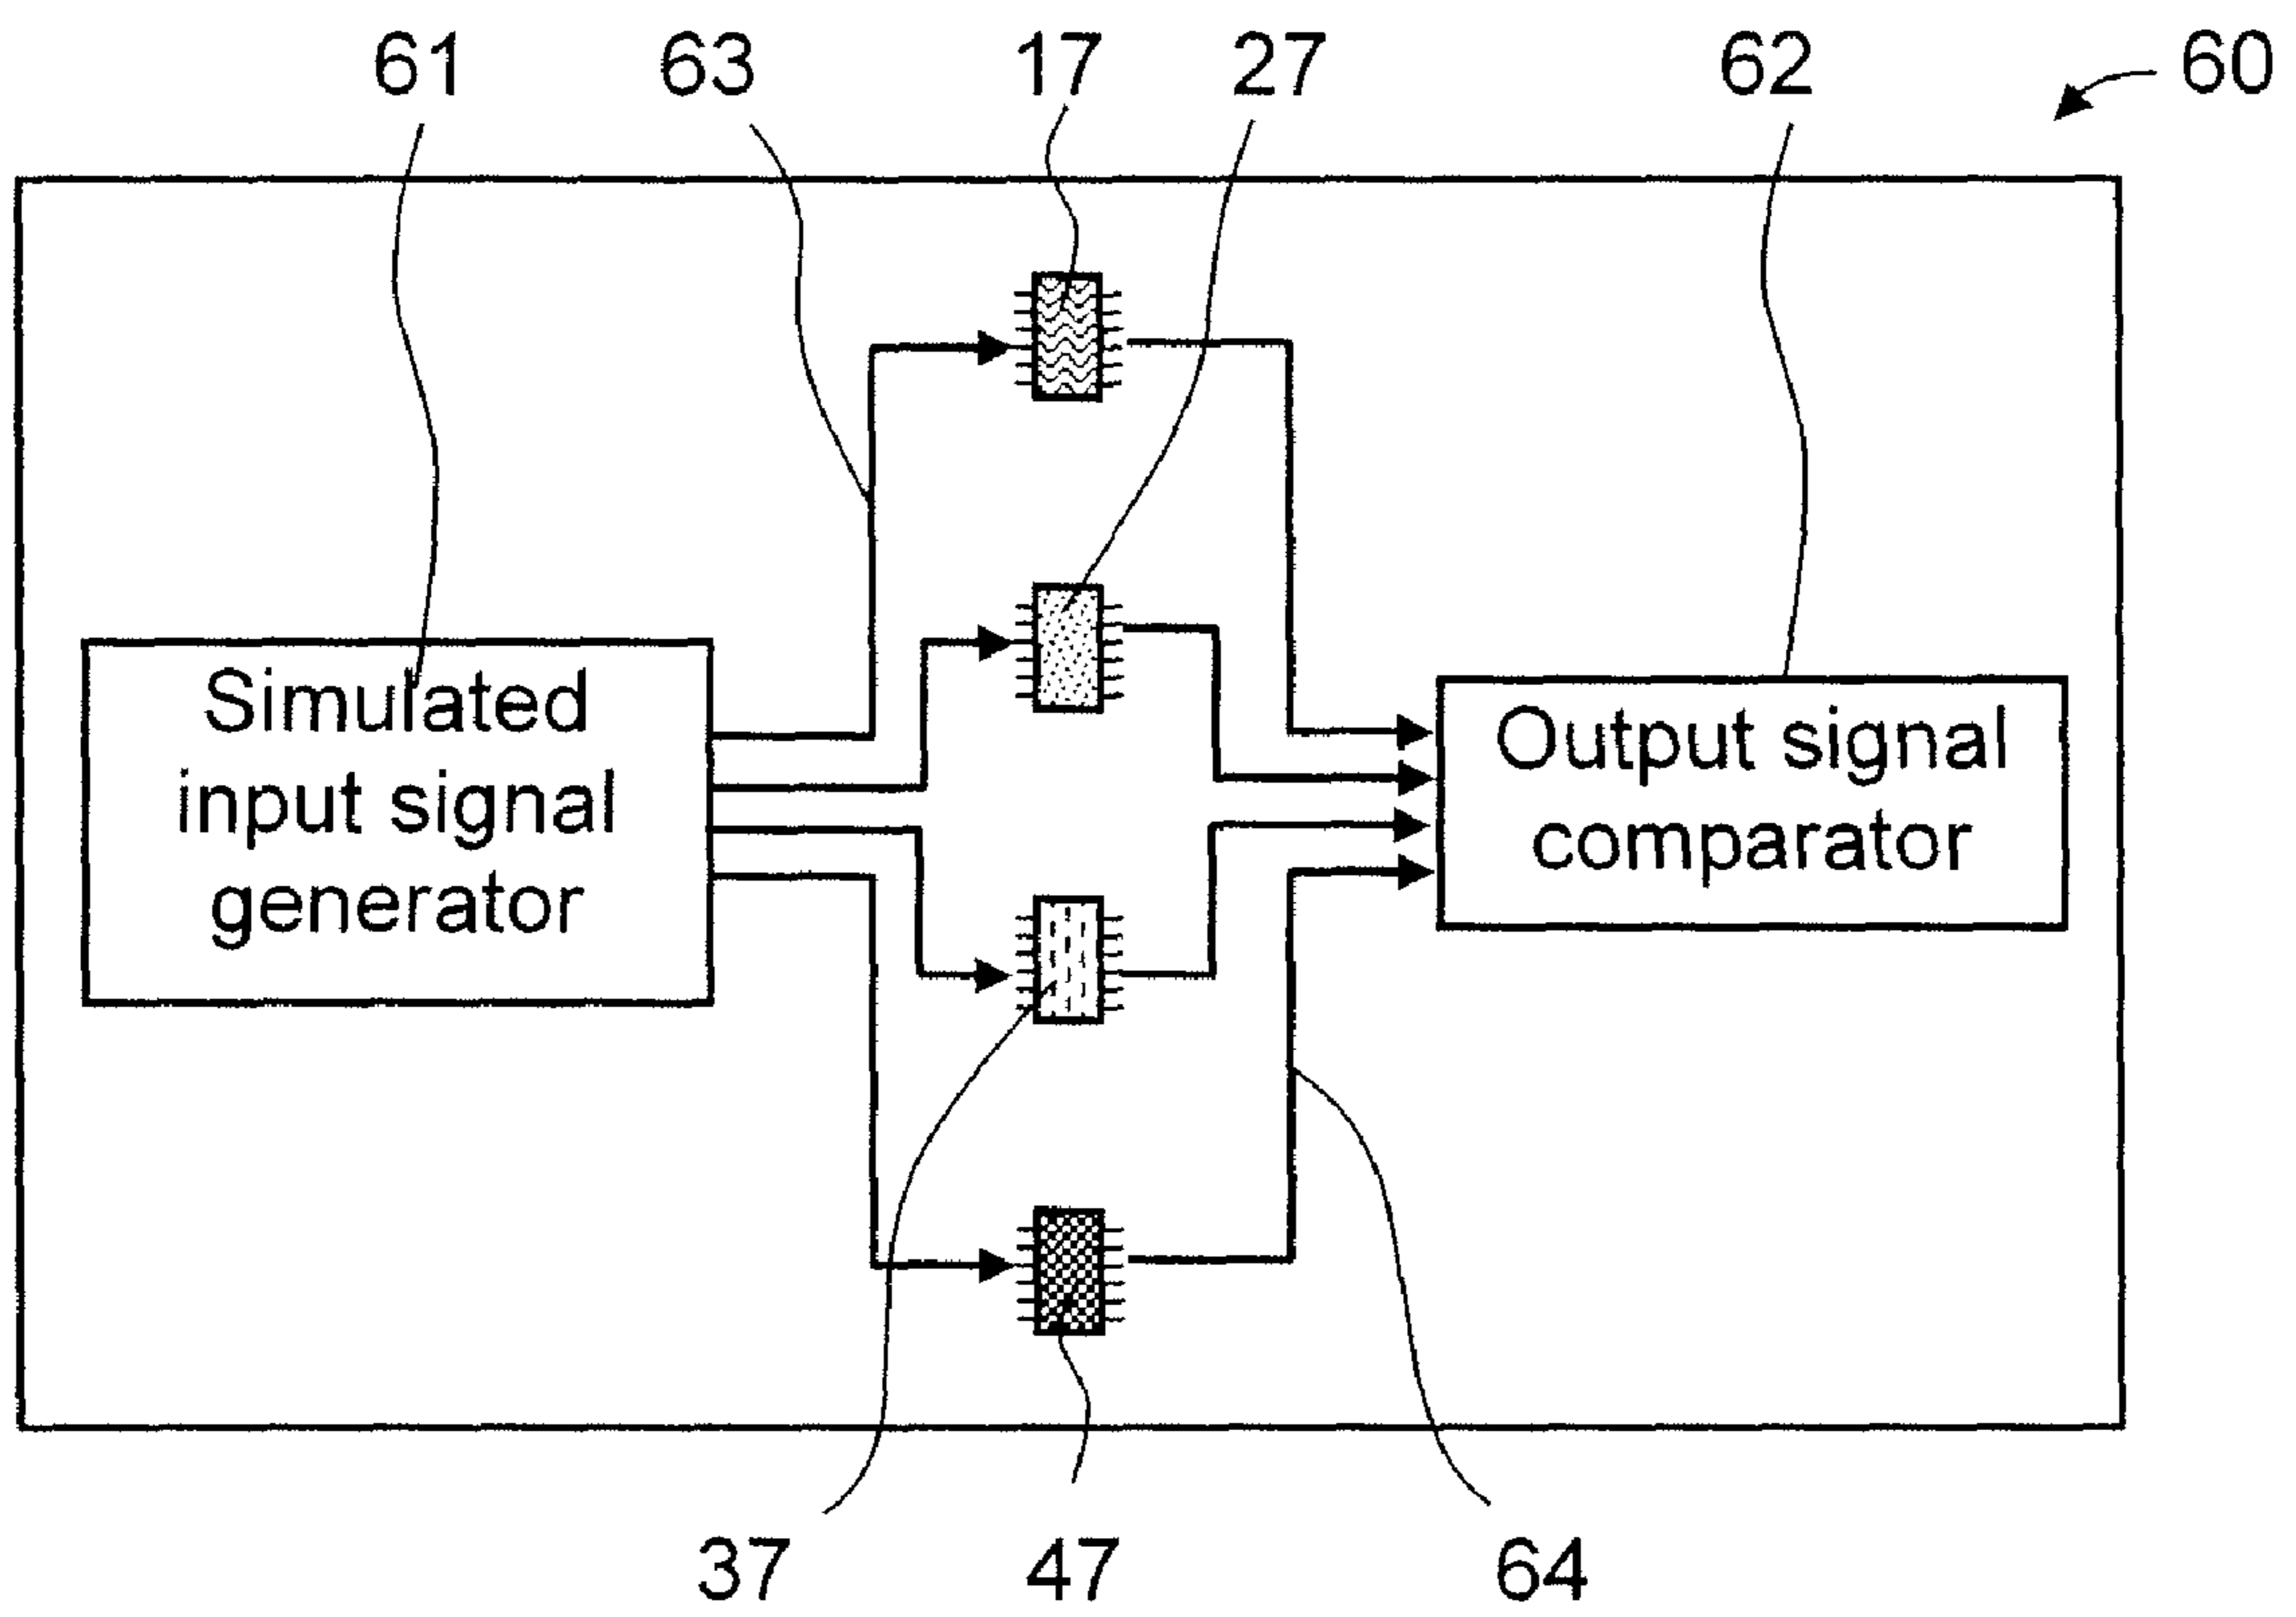 61
63
17
27
62
60
Simulated
input signal
generator
Output signal
comparator
37
47
64